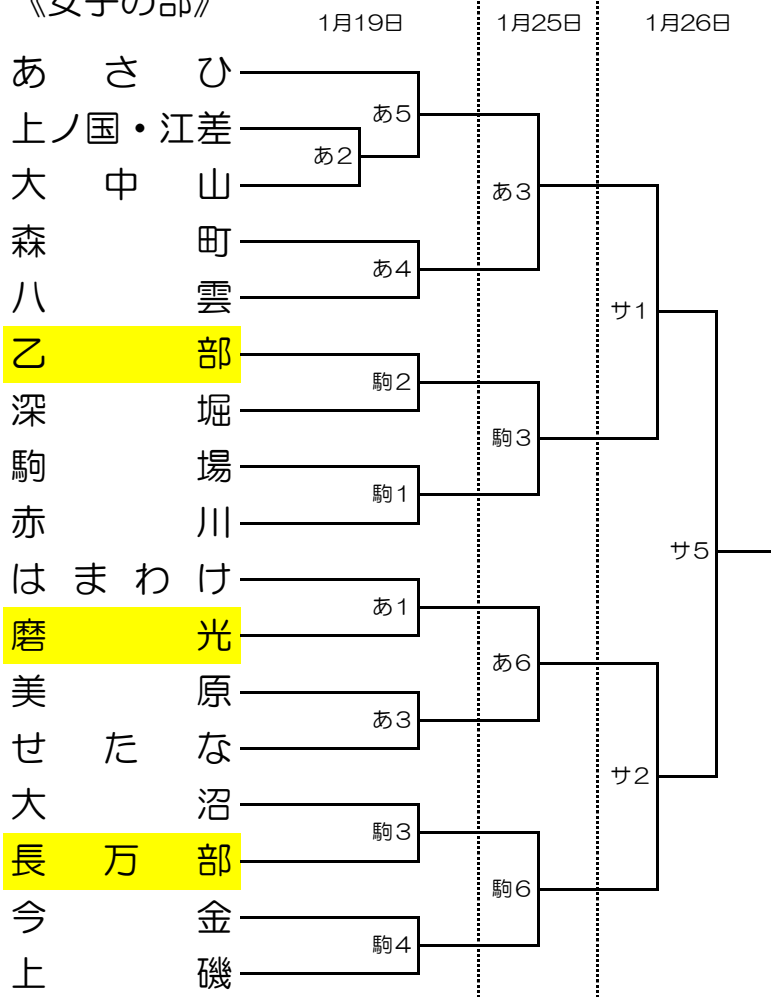 《女子の部》
1月19日 1月25日 1月26日
あさひ
あ5
上ノ国・江差
あ2
大中山
あ3
森町
あ4
八雲
サ1
乙部
駒2
深堀
駒3
駒場
駒1
赤川
サ5
はまわけ
あ1
磨光
あ6
美原
あ3
せたな
サ2
大沼
駒3
長万部
駒6
今金
駒4
上磯